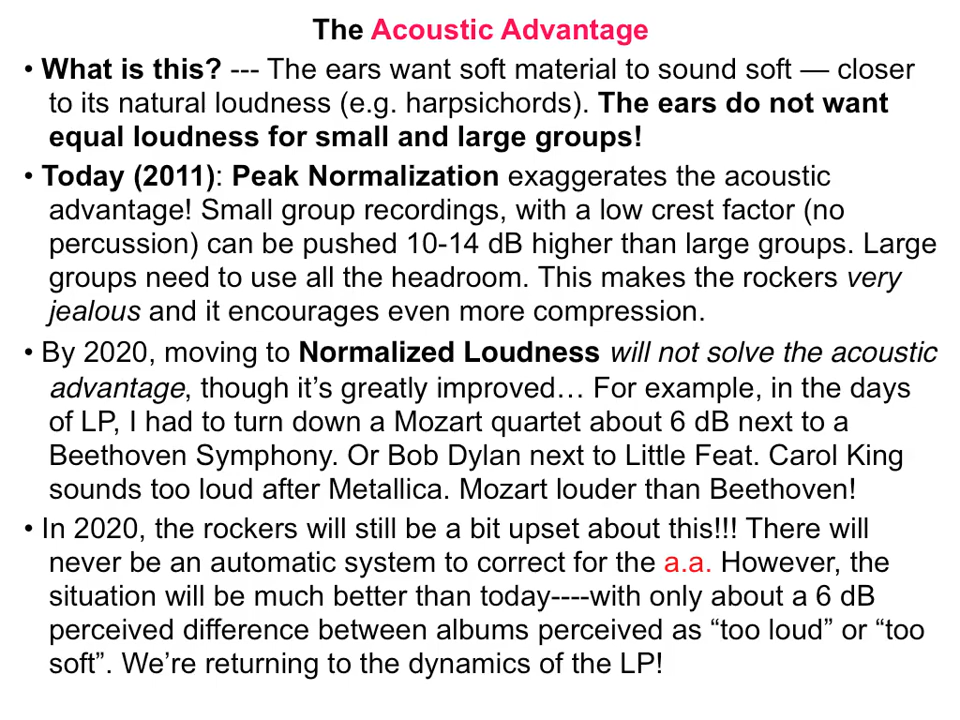 The Acoustic Advantage
• What is this? --- The ears want soft material to sound soft — closer
to its natural loudness (e.g. harpsichords). The ears do not want
equal loudness for small and large groups!
• Today (2011): Peak Normalization exaggerates the acoustic
advantage! Small group recordings, with a low crest factor (no
percussion) can be pushed 10-14 dB higher than large groups. Large
groups need to use all the headroom. This makes the rockers very
jealous and it encourages even more compression.
• By 2020, moving to Normalized Loudness will not solve the acoustic
advantage, though it’s greatly improved… For example, in the days
of LP, I had to turn down a Mozart quartet about 6 dB next to a
Beethoven Symphony. Or Bob Dylan next to Little Feat. Carol King
sounds too loud after Metallica. Mozart louder than Beethoven!
• In 2020, the rockers will still be a bit upset about this!!! There will
never be an automatic system to correct for the a.a. However, the
situation will be much better than today----with only about a 6 dB
perceived difference between albums perceived as “too loud” or “too
soft”. We’re returning to the dynamics of the LP!